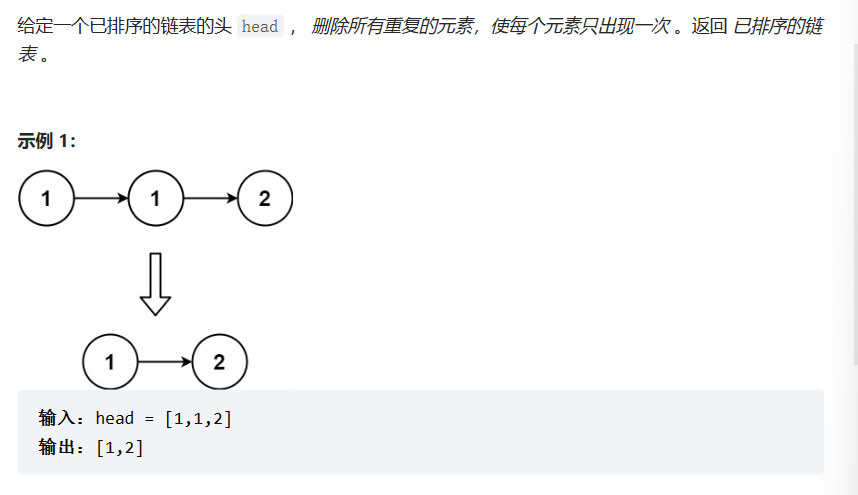 给定一个已排序的链表的头 head ， 删除所有重复的元素，使每个元素只出现一次 。返回 已排序的链
表 。
示例 1：
1 1 2
1 2
输入：head = [1,1,2]
输出：[1,2]